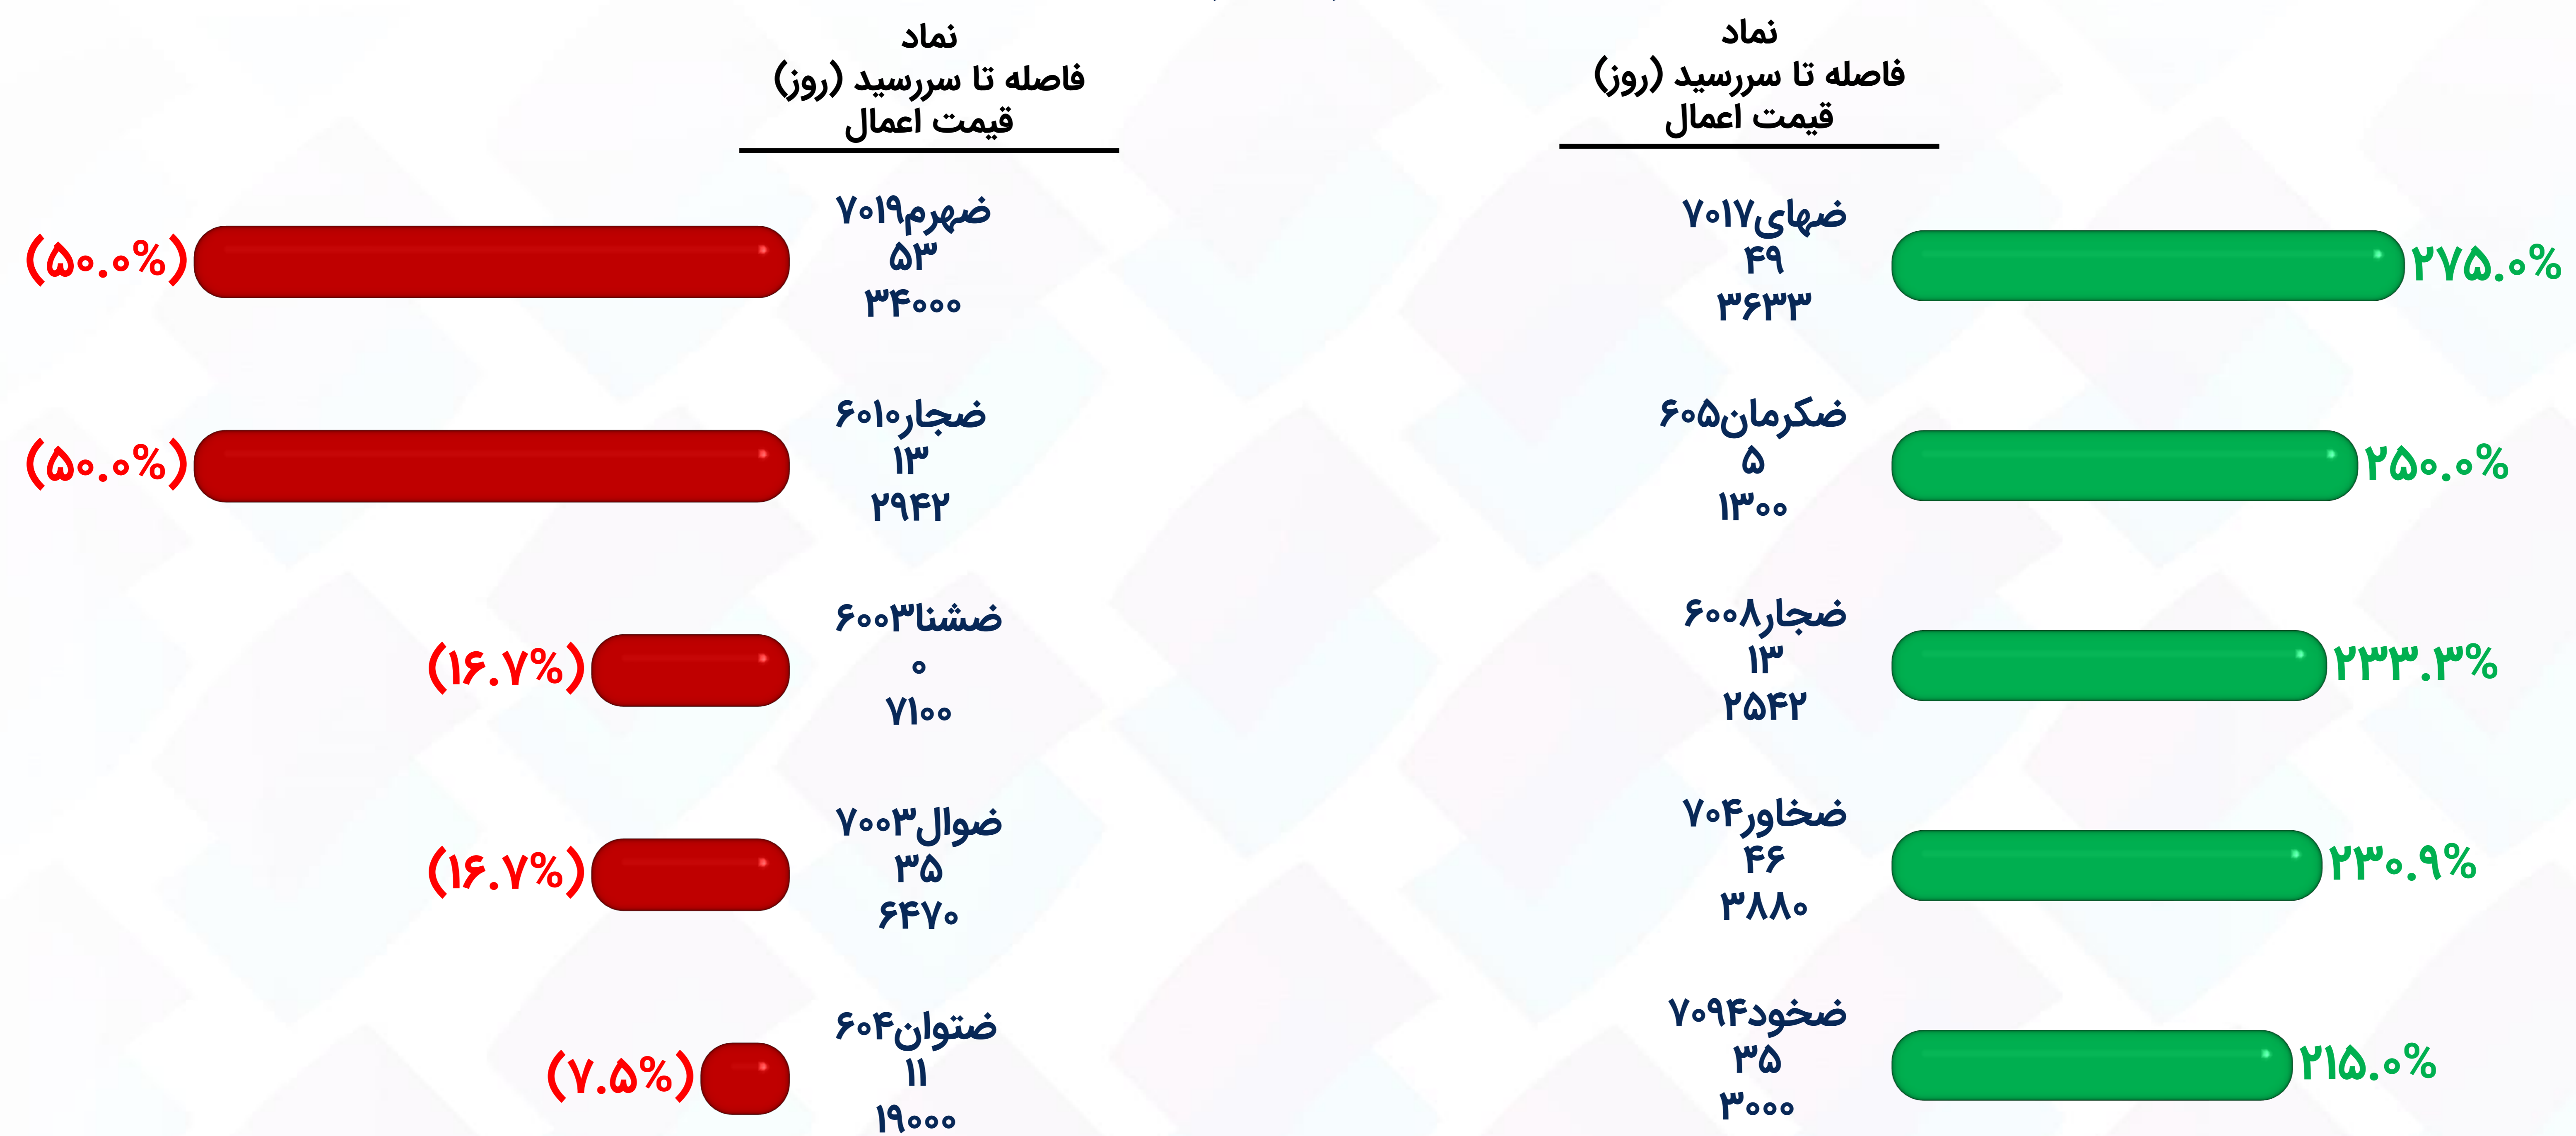 نماد
فاصله تا سررسید (روز)
قیمت اعمال
ضهای۷۰۱۷
۴۹
۳۶۳۳
۲۷۵.۰%
ضکرمان۶۰۵
۵
۱۳۰۰
۲۵۰.۰%
ضجار۶۰۰۸
۱۳
۲۵۴۲
۲۳۳.۳%
ضخاور۷۰۴
۴۶
۳۸۸۰
۲۳۰.۹%
ضخود۷۰۹۴
۳۵
۳۰۰۰
۲۱۵.۰%
نماد
فاصله تا سررسید (روز)
قیمت اعمال
ضهرم۷۰۱۹
۵۳
۳۴۰۰۰
(۵۰.۰%)
ضجار۶۰۱۰
۱۳
۲۹۴۲
(۵۰.۰%)
ضشنا۶۰۰۳
۰
۷۱۰۰
(۱۶.۷%)
ضوال۷۰۰۳
۳۵
۶۴۷۰
(۱۶.۷%)
ضتوان۶۰۴
۱۱
۱۹۰۰۰
(۷.۵%)